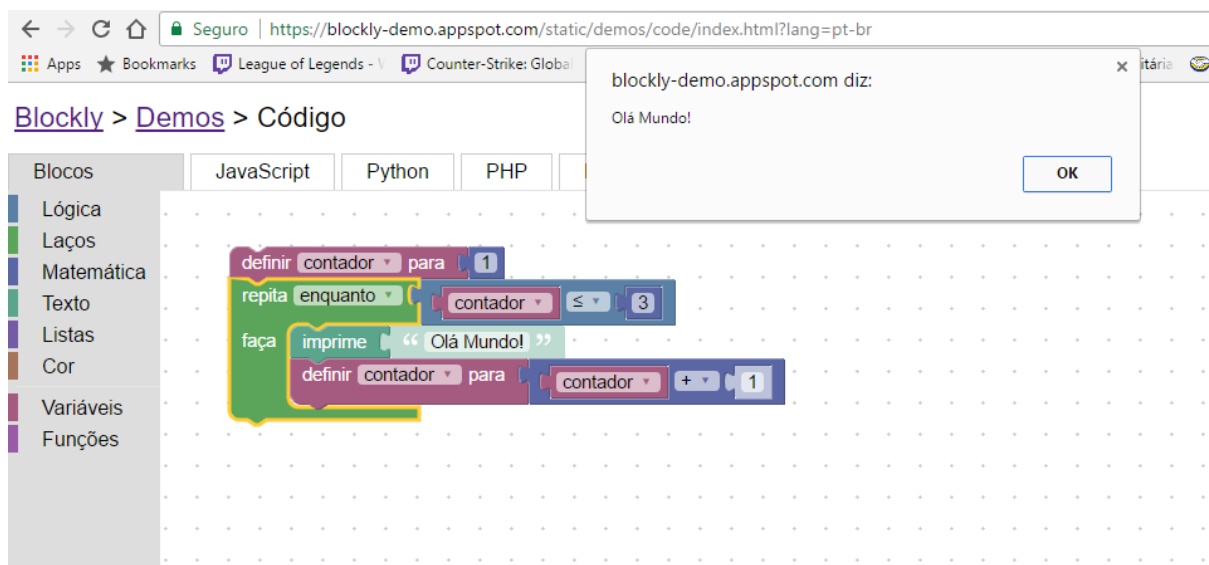 Seguro | https://blockly-demo.appspot.com/static/demos/code/index.html?lang=pt-br
Apps Bookmarks League of Legends - Counter-Strike: Global
blockly-demo.appspot.com diz:
Olá Mundo!
OK
Blockly > Demos > Código
Blocos JavaScript Python PHP
Lógica
Laços
Matemática
Texto
Listas
Cor
Variáveis
Funções
definir contador para 1
repita enquanto contador ≤ 3
faça imprime “ Olá Mundo! ”
definir contador para contador + 1